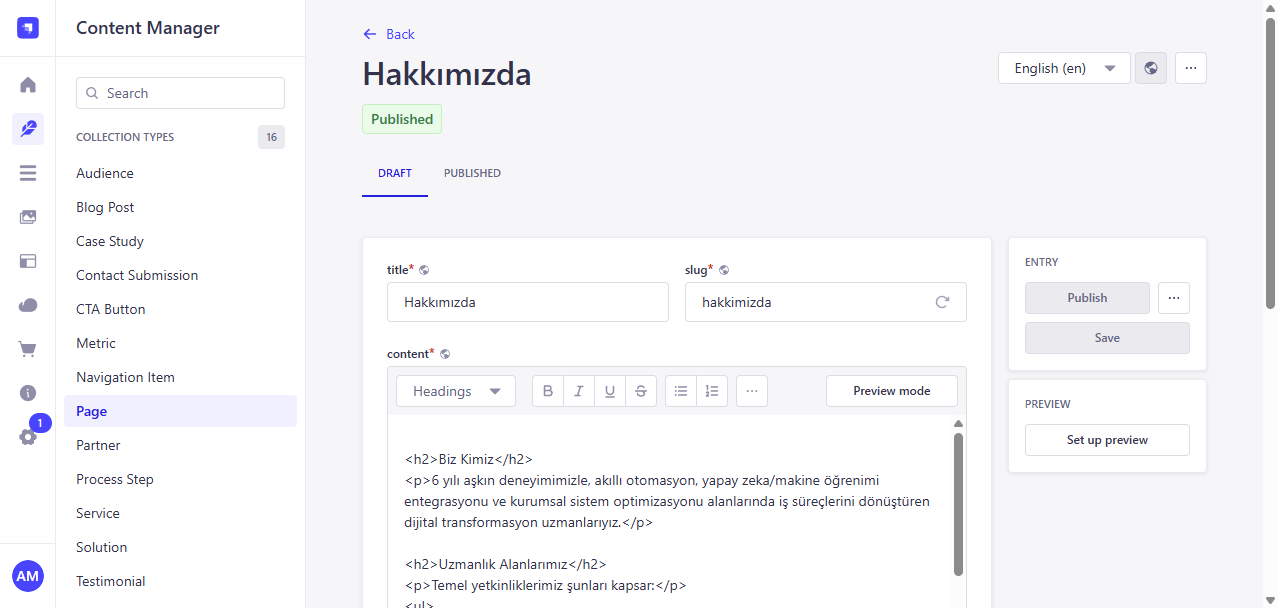 Content Manager
Search
COLLECTION TYPES 16
Audience
Blog Post
Case Study
Contact Submission
CTA Button
Metric
Navigation Item
Page
Partner
Process Step
Service
Solution
Testimonial
1
AM
Back
Hakkımızda
Published
English (en)
DRAFT PUBLISHED
title* slug*
Hakkımızda hakkimizda
content*
Headings B I U S Preview mode
<h2>Biz Kimiz</h2>
<p>6 yılı aşkın deneyimimizle, akıllı otomasyon, yapay zeka/makine öğrenimi
entegrasyonu ve kurumsal sistem optimizasyonu alanlarında iş süreçlerini dönüştüren
dijital transformasyon uzmanlarıyız.</p>
<h2>Uzmanlık Alanlarımız</h2>
<p>Temel yetkinliklerimiz şunları kapsar:</p>
<ul>
ENTRY
Publish
Save
PREVIEW
Set up preview